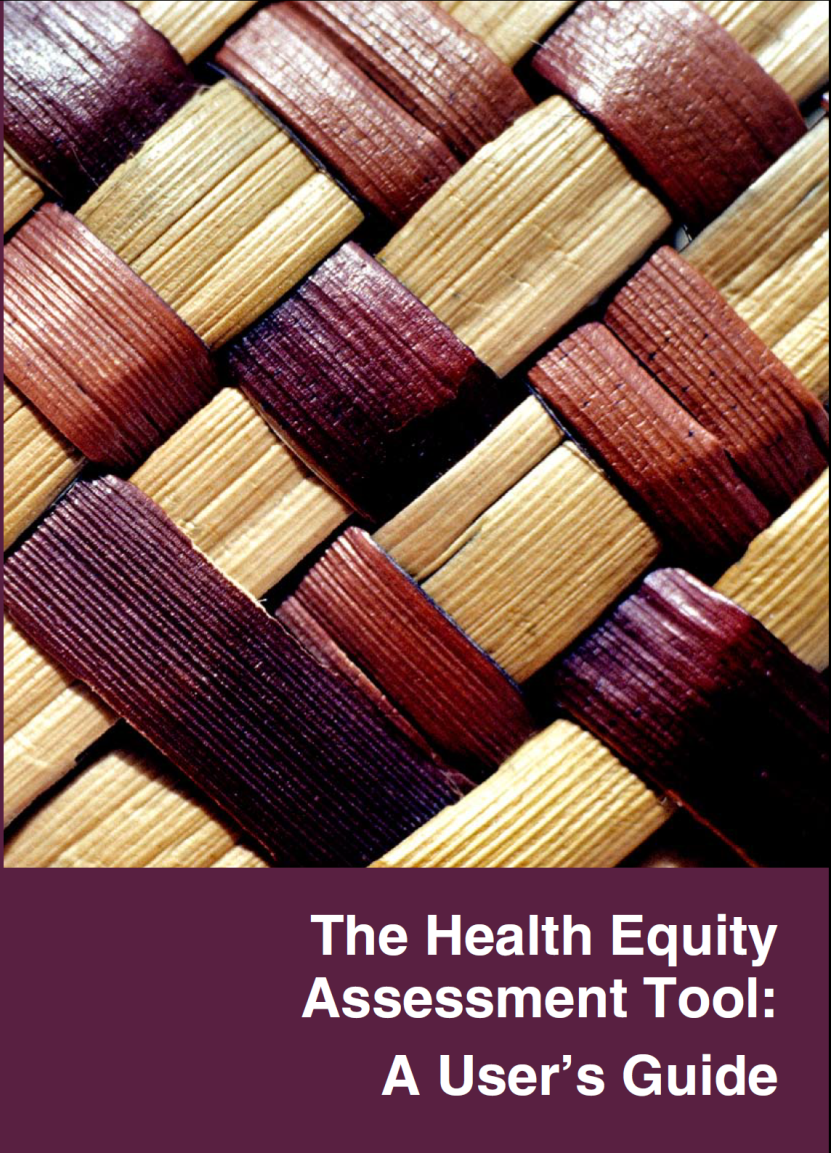 The Health Equity
Assessment Tool:
A User’s Guide